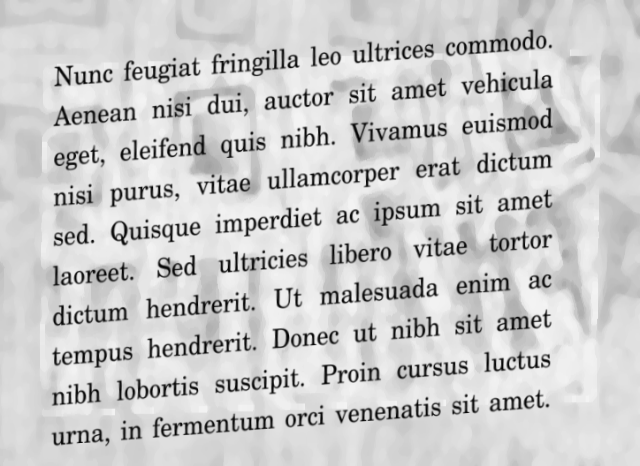 Nunc feugiat fringilla leo ultrices commodo.
Aenean nisi dui, auctor sit amet vehicula
eget, eleifend quis nibh. Vivamus euismod
nisi purus, vitae ullamcorper erat dictum
sed. Quisque imperdiet ac ipsum sit amet
laoreet. Sed ultricies libero vitae tortor
dictum hendrerit. Ut malesuada enim ac
tempus hendrerit. Donec ut nibh sit amet
nibh lobortis suscipit. Proin cursus luctus
urna, in fermentum orci venenatis sit amet.